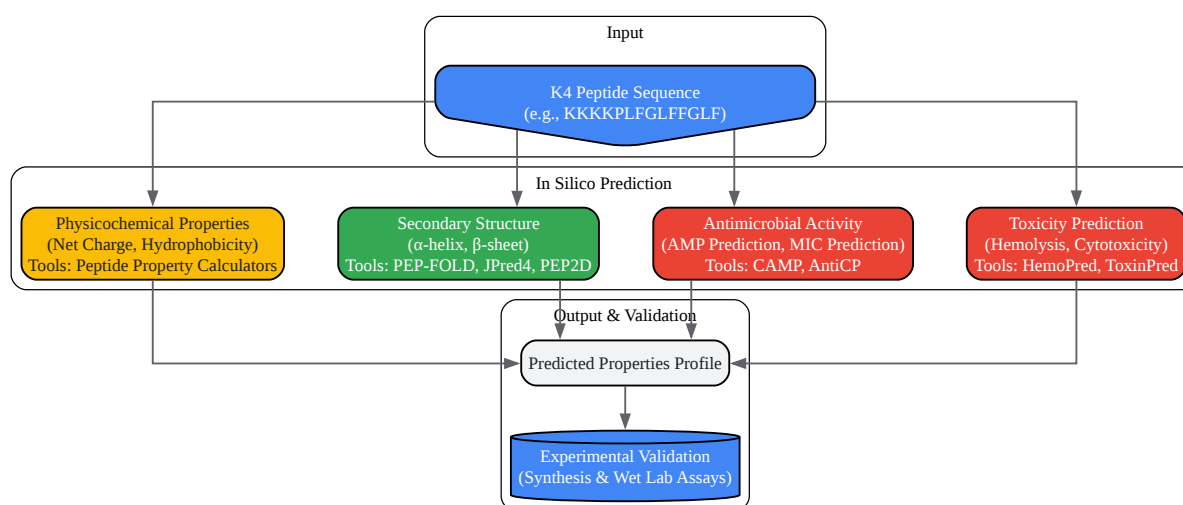 Input
K4 Peptide Sequence
(e.g., KKKKPLFGLFFGLF)
In Silico Prediction
Physicochemical Properties
(Net Charge, Hydrophobicity)
Tools: Peptide Property Calculators
Secondary Structure
(α-helix, β-sheet)
Tools: PEP-FOLD, JPred4, PEP2D
Antimicrobial Activity
(AMP Prediction, MIC Prediction)
Tools: CAMP, AntiCP
Toxicity Prediction
(Hemolysis, Cytotoxicity)
Tools: HemoPred, ToxinPred
Output & Validation
Predicted Properties Profile
Experimental Validation
(Synthesis & Wet Lab Assays)